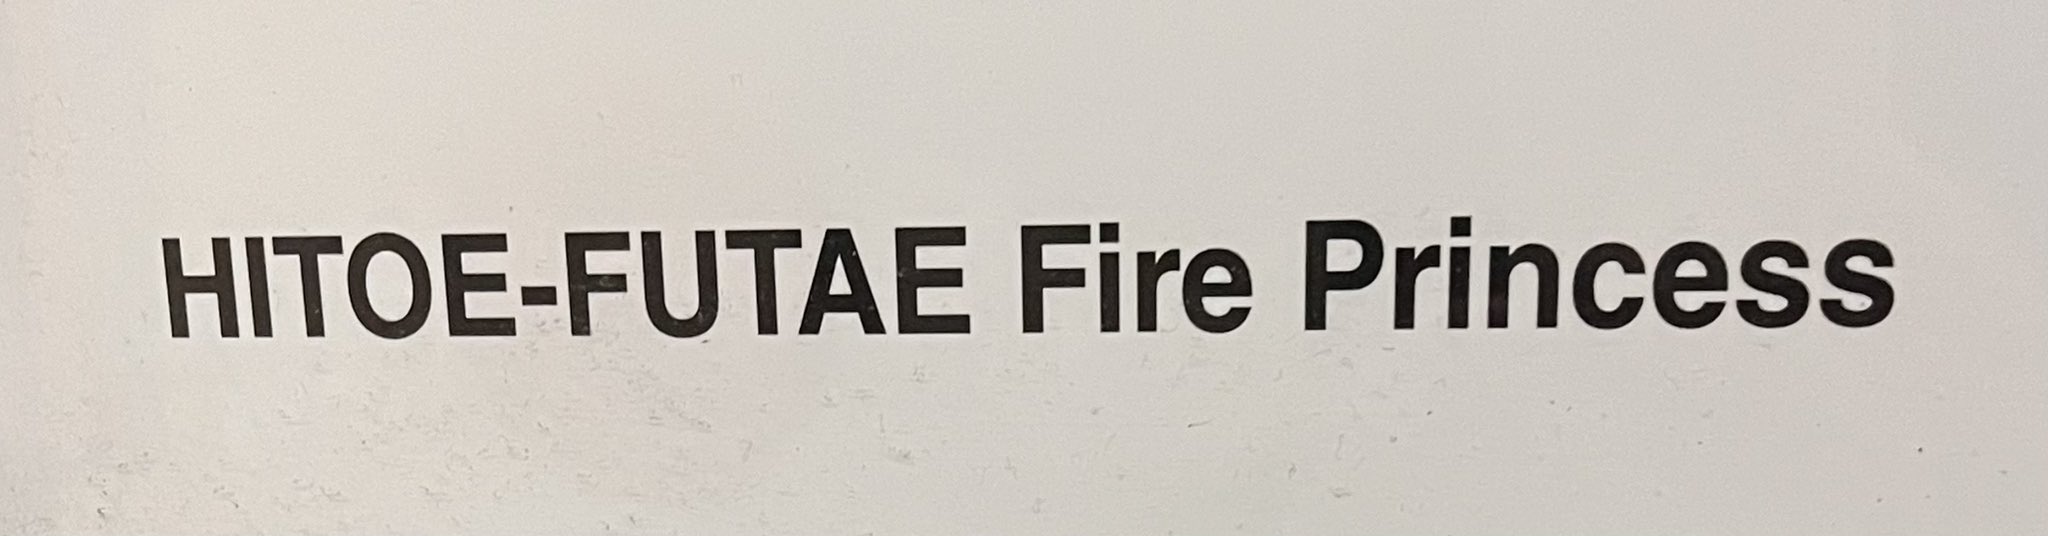 HITOE-FUTAE Fire Princess